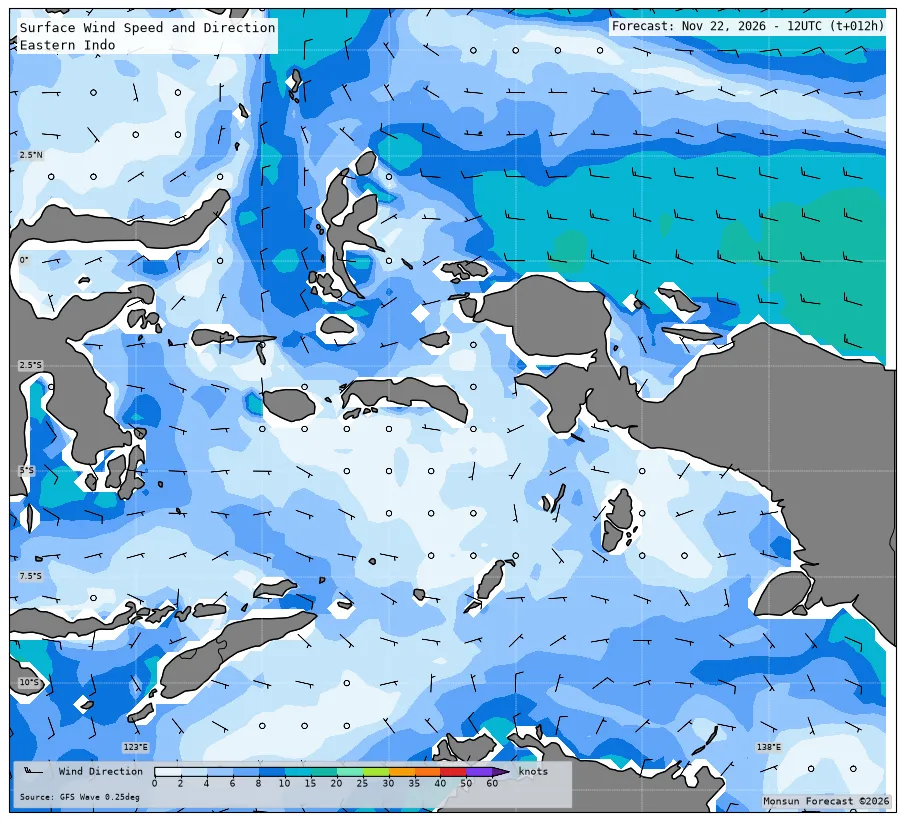 Surface Wind Speed and Direction
Eastern Indo
Forecast: Nov 22, 2026 - 12UTC (t+012h)
2.5°N
0°
2.5°S
5°S
7.5°S
10°S
123°E
138°E
Wind Direction
knots
0 2 4 6 8 10 15 20 25 30 35 40 50 60
Source: GFS Wave 0.25deg
Monsun Forecast ©2026